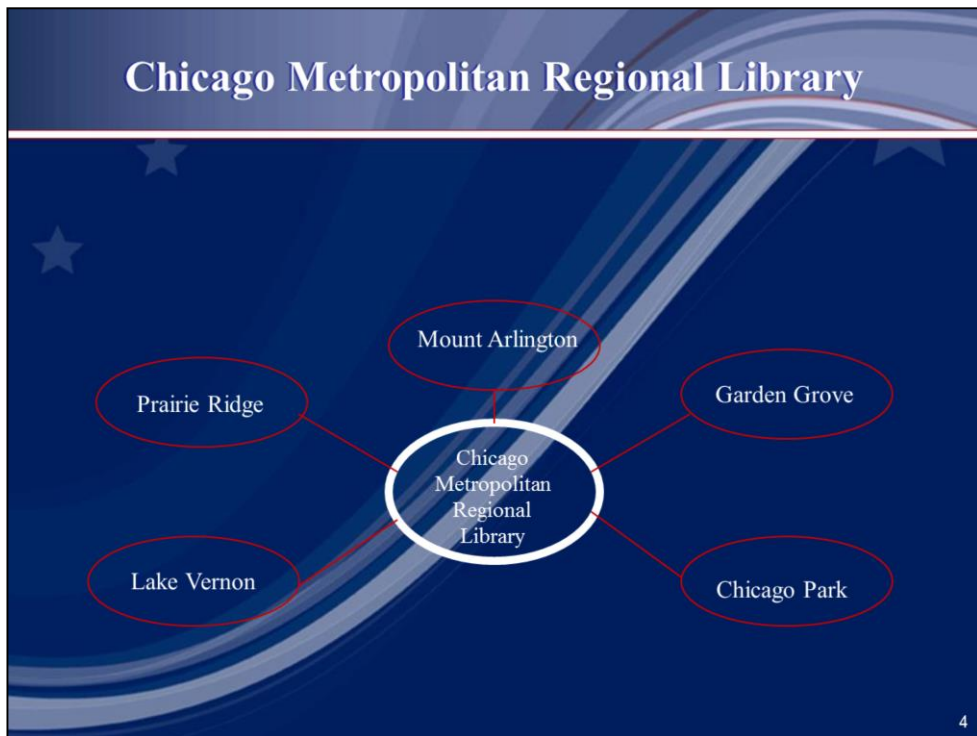 Chicago Metropolitan Regional Library
Mount Arlington
Prairie Ridge
Garden Grove
Chicago
Metropolitan
Regional
Library
Lake Vernon
Chicago Park
4